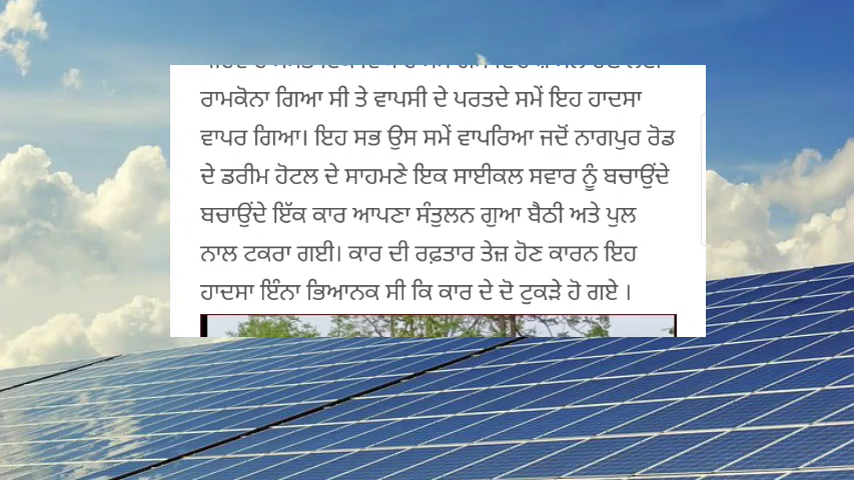 ਰਾਮਕੋਨਾ ਗਿਆ ਸੀ ਤੇ ਵਾਪਸੀ ਦੇ ਪਰਤਦੇ ਸਮੇਂ ਇਹ ਹਾਦਸਾ
ਵਾਪਰ ਗਿਆ। ਇਹ ਸਭ ਉਸ ਸਮੇਂ ਵਾਪਰਿਆ ਜਦੋਂ ਨਾਗਪੁਰ ਰੋਡ
ਦੇ ਡਰੀਮ ਹੋਟਲ ਦੇ ਸਾਹਮਣੇ ਇਕ ਸਾਈਕਲ ਸਵਾਰ ਨੂੰ ਬਚਾਉਂਦੇ
ਬਚਾਉਂਦੇ ਇੱਕ ਕਾਰ ਆਪਣਾ ਸੰਤੁਲਨ ਗੁਆ ਬੈਠੀ ਅਤੇ ਪੁਲ
ਨਾਲ ਟਕਰਾ ਗਈ। ਕਾਰ ਦੀ ਰਫ਼ਤਾਰ ਤੇਜ਼ ਹੋਣ ਕਾਰਨ ਇਹ
ਹਾਦਸਾ ਇੰਨਾ ਭਿਆਨਕ ਸੀ ਕਿ ਕਾਰ ਦੇ ਦੋ ਟੁਕੜੇ ਹੋ ਗਏ ।